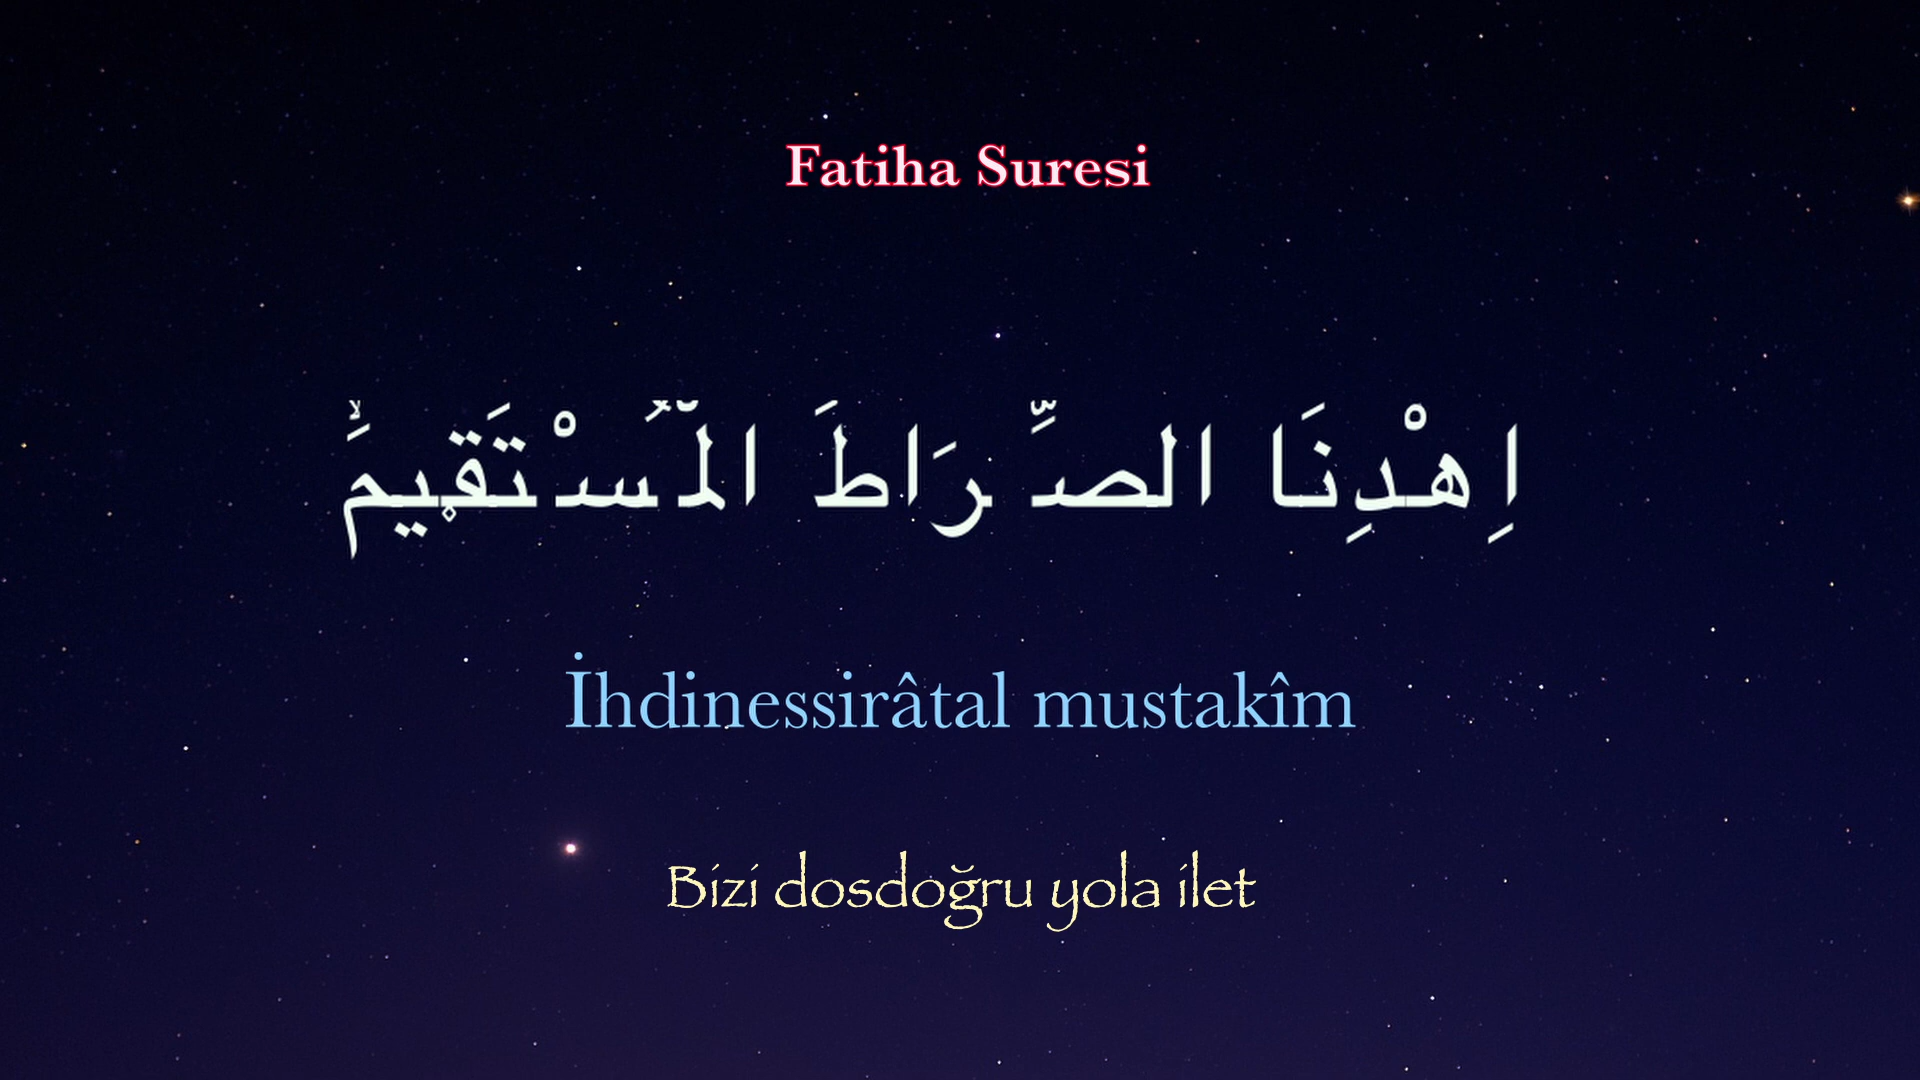 Fatiha Suresi
اِهْدِنَا الصِّرَاطَ الْمُسْتَقٖيمَۙ
İhdinessirâtal mustakîm
Bizi dosdoğru yola ilet